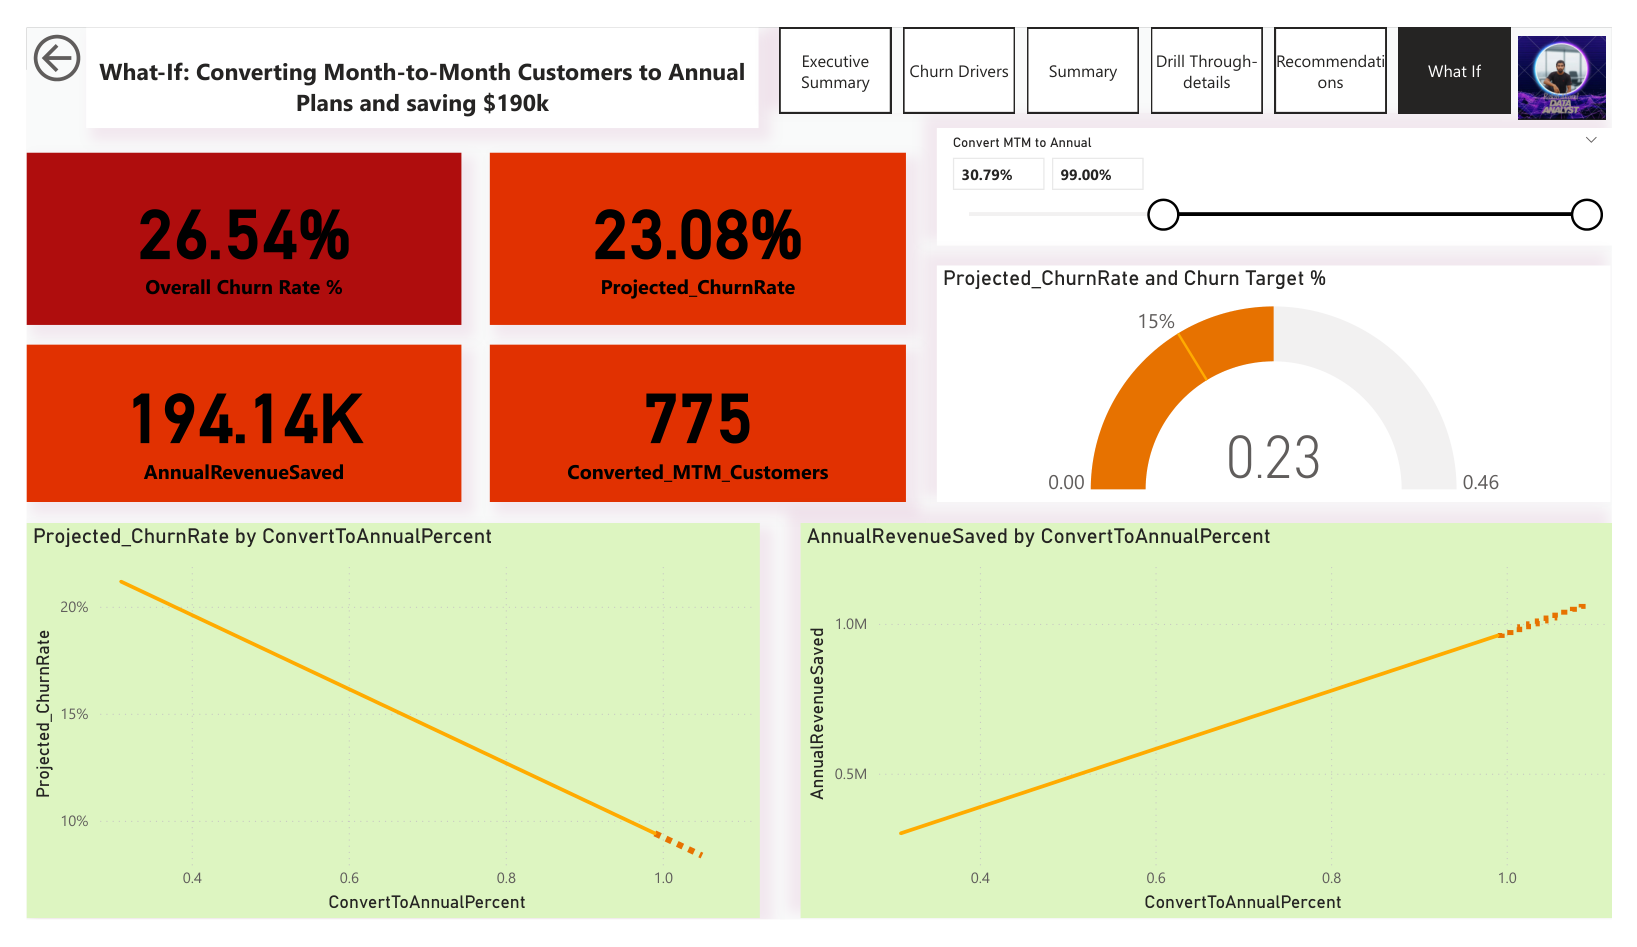 What-If: Converting Month-to-Month Customers to Annual
Plans and saving $190k
Executive
Summary
Churn Drivers
Summary
Drill Through-
details
Recommendati
ons
What If
DATA
ANALYST
Convert MTM to Annual
30.79%
99.00%
26.54%
Overall Churn Rate %
23.08%
Projected_ChurnRate
194.14K
AnnualRevenueSaved
775
Converted_MTM_Customers
Projected_ChurnRate and Churn Target %
15%
0.00
0.23
0.46
Projected_ChurnRate by ConvertToAnnualPercent
Projected_ChurnRate
20%
15%
10%
0.4
0.6
0.8
1.0
ConvertToAnnualPercent
AnnualRevenueSaved by ConvertToAnnualPercent
AnnualRevenueSaved
1.0M
0.5M
0.4
0.6
0.8
1.0
ConvertToAnnualPercent